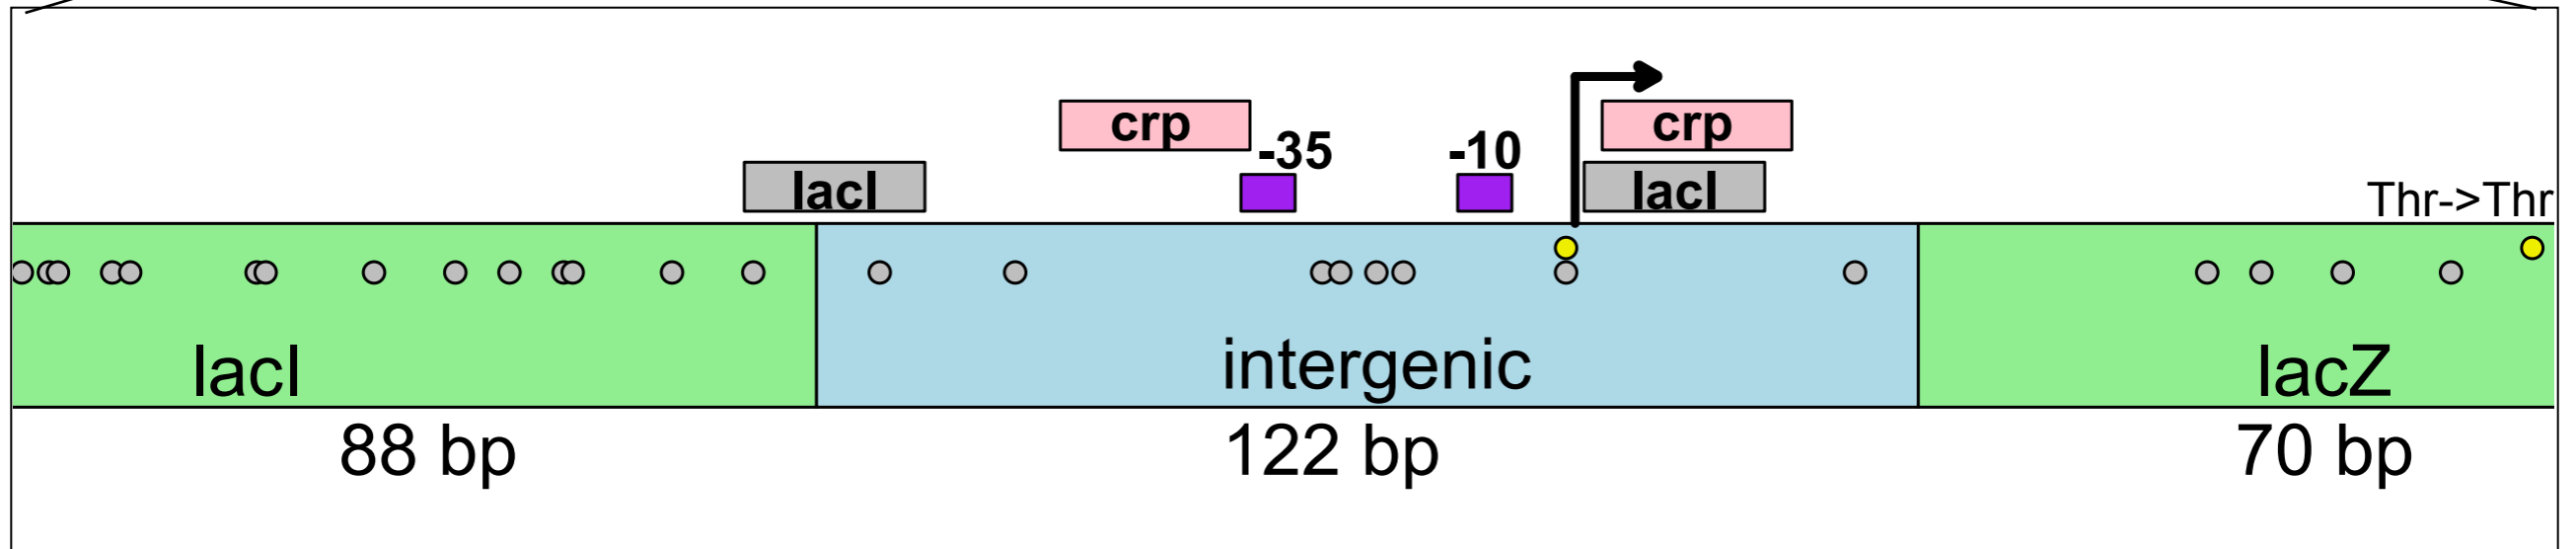 crp
crp
-35
-10
lacI
lacI
Thr->Thr
lacI
intergenic
lacZ
88 bp
122 bp
70 bp